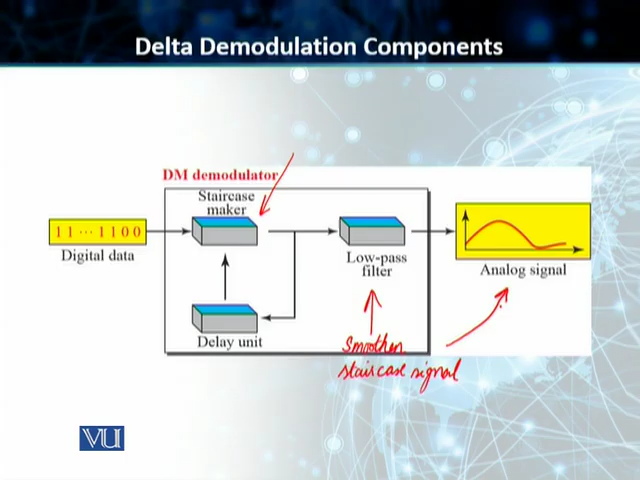 Delta Demodulation Components
DM demodulator
Staircase
maker
11···1100
Digital data
Low-pass
filter
Analog signal
Delay unit
Smoothen
staircase signal
VU